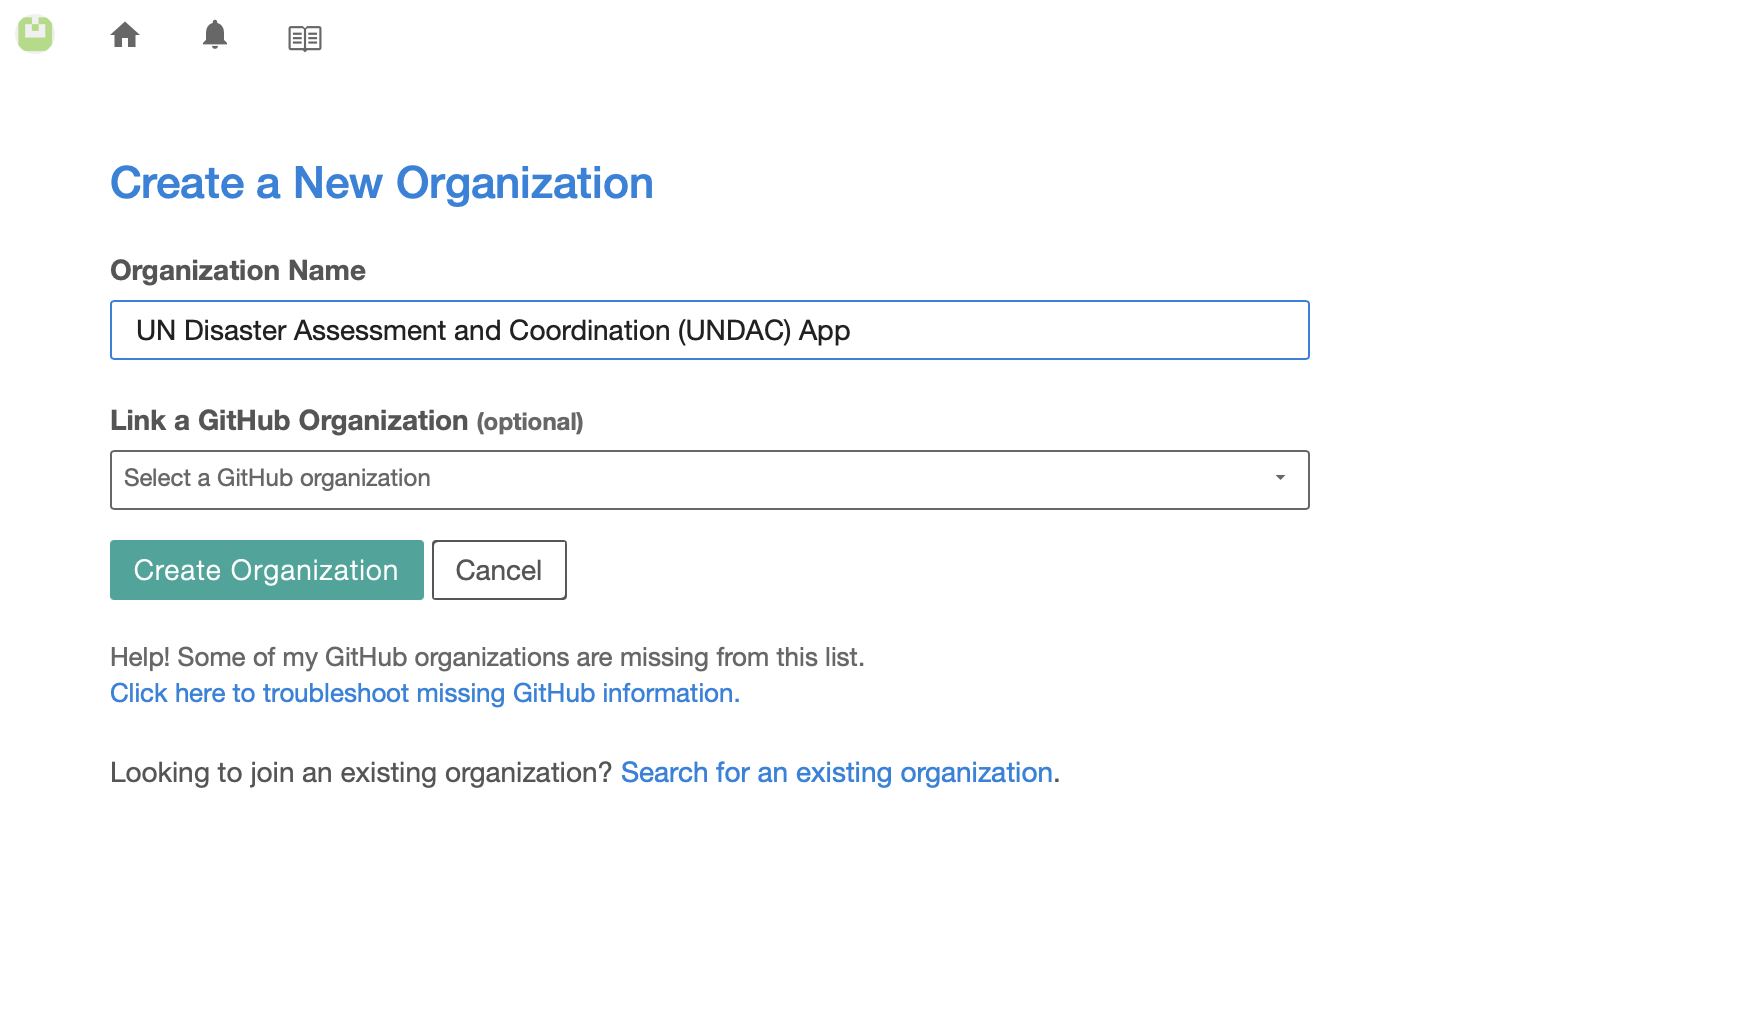 Create a New Organization
Organization Name
UN Disaster Assessment and Coordination (UNDAC) App
Link a GitHub Organization (optional)
Select a GitHub organization
Create Organization Cancel
Help! Some of my GitHub organizations are missing from this list.
Click here to troubleshoot missing GitHub information.
Looking to join an existing organization? Search for an existing organization.